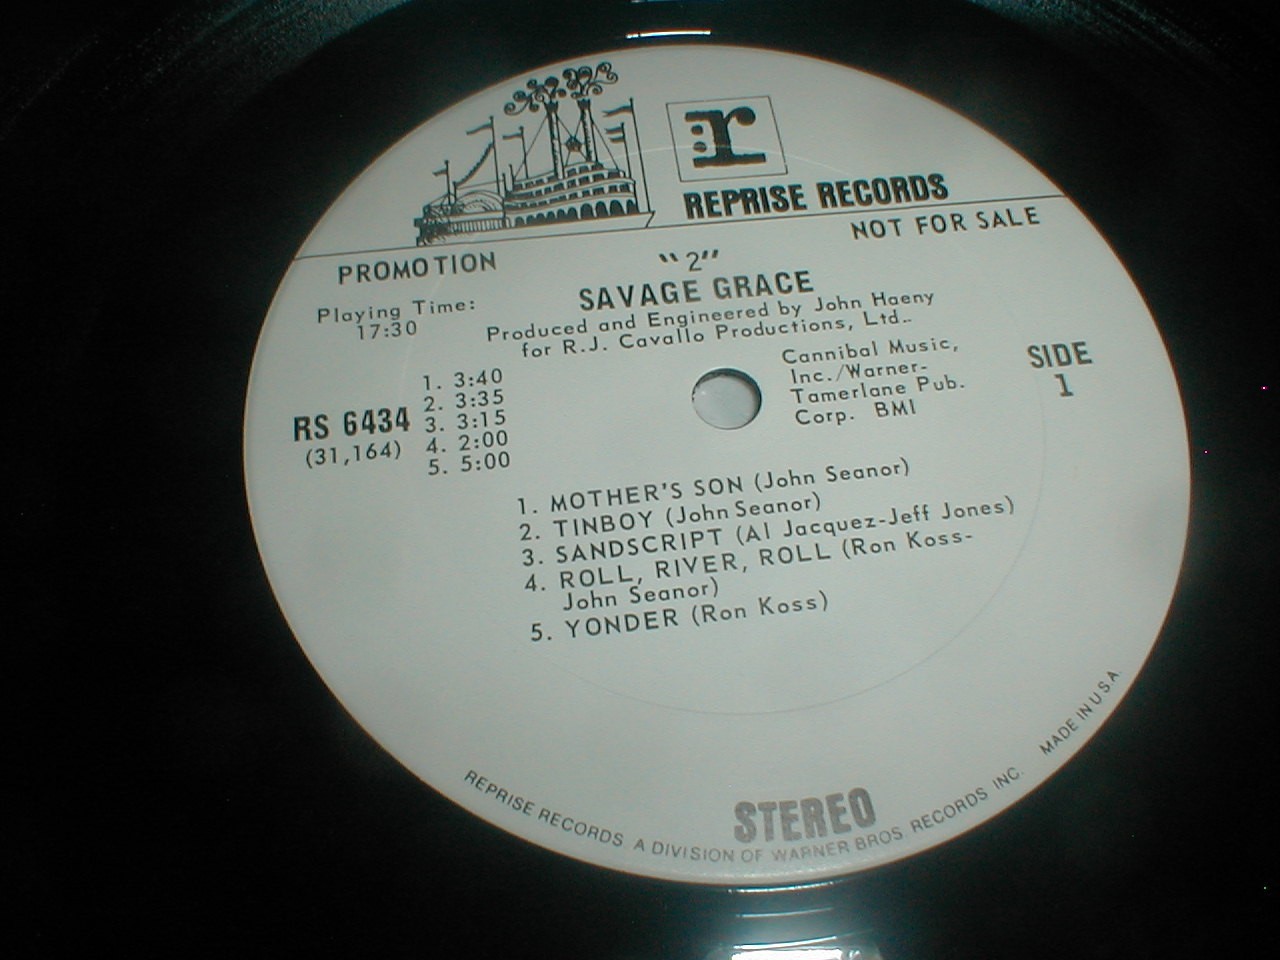 r
REPRISE RECORDS
PROMOTION
NOT FOR SALE
"2"
SAVAGE GRACE
Playing Time:
17:30
Produced and Engineered by John Haeny
for R.J. Cavallo Productions, Ltd..
Cannibal Music,
Inc./Warner-
Tamerlane Pub.
Corp. BMI
SIDE
1
RS 6434
(31,164)
1. 3:40
2. 3:35
3. 3:15
4. 2:00
5. 5:00
1. MOTHER'S SON (John Seanor)
2. TINBOY (John Seanor)
3. SANDSCRIPT (Al Jacquez-Jeff Jones)
4. ROLL, RIVER, ROLL (Ron Koss-
John Seanor)
5. YONDER (Ron Koss)
STEREO
REPRISE RECORDS A DIVISION OF WARNER BROS RECORDS INC. MADE IN U.S.A.